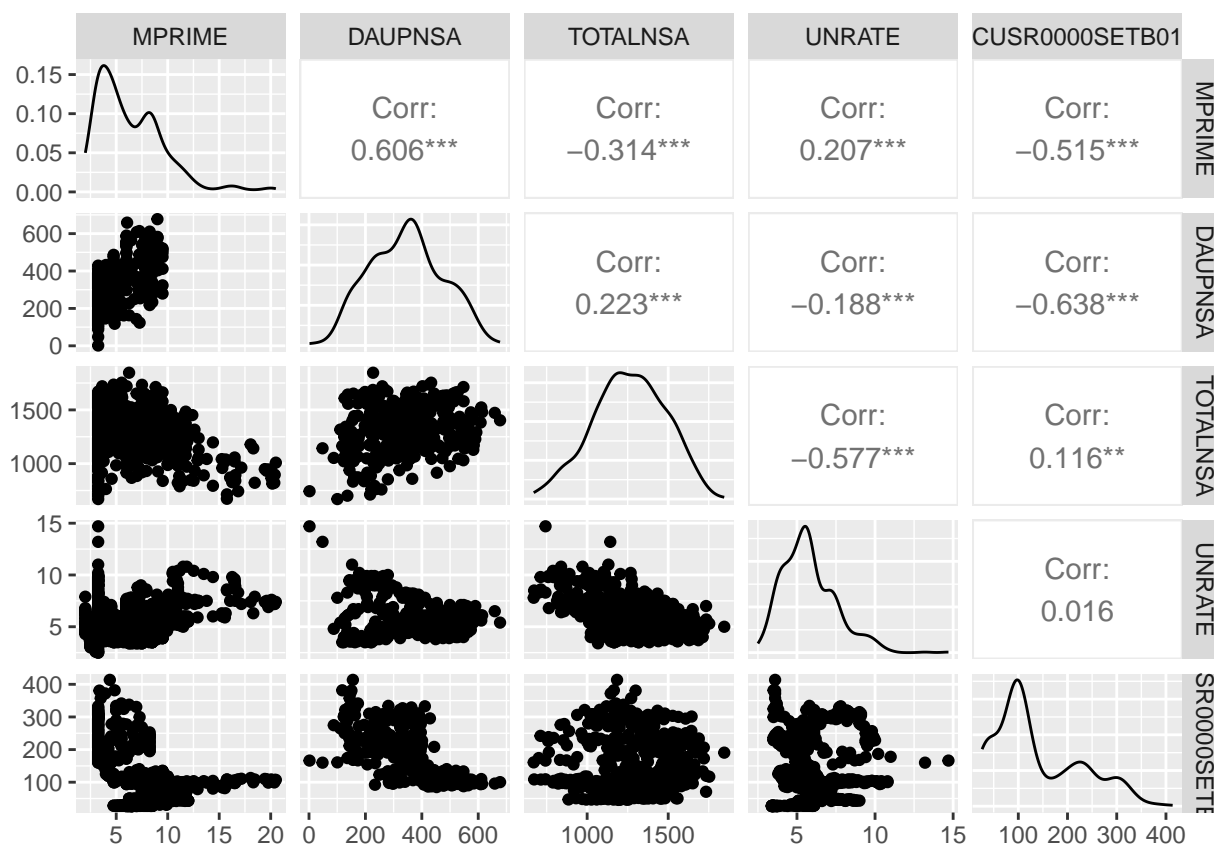 MPRIME DAUPNSA TOTALNSA UNRATE CUSR0000SETB01
0.15
0.10
0.05
0.00
Corr:
0.606***
Corr:
−0.314***
Corr:
0.207***
Corr:
−0.515***
MPRIME
600
400
200
0
Corr:
0.223***
Corr:
−0.188***
Corr:
−0.638***
DAUPNSA
1500
1000
Corr:
−0.577***
Corr:
0.116**
TOTALNSA
15
10
5
Corr:
0.016
UNRATE
400
300
200
100
SR0000SETE
5 10 15 20 0 200 400 600 1000 1500 5 10 15 100 200 300 400